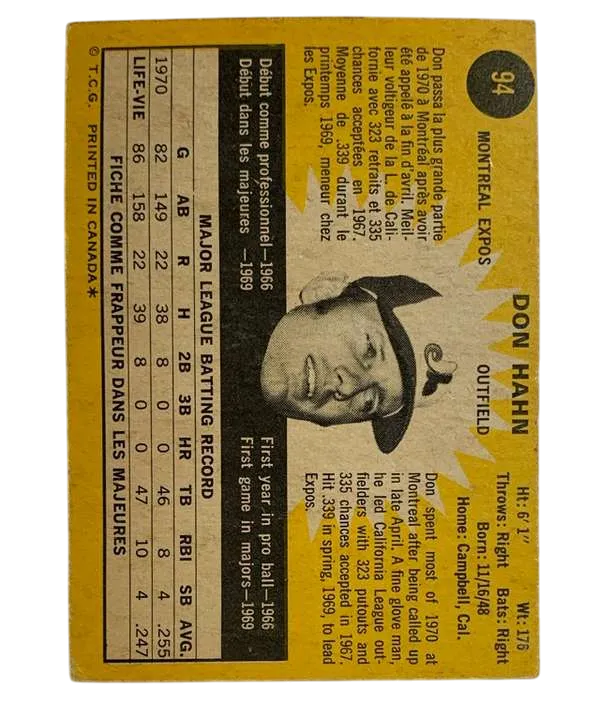 94
DON HAHN
MONTREAL EXPOS
OUTFIELD
Ht: 6' 1" Wt: 176
Throws: Right Bats: Right
Born: 11/16/48
Home: Campbell, Cal.
Don passa la plus grande partie
de 1970 à Montréal après avoir
été appelé à la fin d'avril. Meil-
leur voltigeur de la L. de Cali-
fornie avec 323 retraits et 335
chances acceptées en 1967.
Moyenne de .339 durant le
printemps 1969, meneur chez
les Expos.
Don spent most of 1970 at
Montreal after being called up
in late April. A fine glove man,
he led California League out-
fielders with 323 putouts and
335 chances accepted in 1967.
Hit .339 in spring, 1969, to lead
Expos.
Début comme professionnel—1966
Début dans les majeures —1969
First year in pro ball—1966
First game in majors—1969
MAJOR LEAGUE BATTING RECORD
G AB R H 2B 3B HR TB RBI SB AVG.
1970 82 149 22 38 8 0 0 46 8 4 .255
LIFE-VIE 86 158 22 39 8 0 0 47 10 4 .247
FICHE COMME FRAPPEUR DANS LES MAJEURES
© T.C.G. PRINTED IN CANADA *